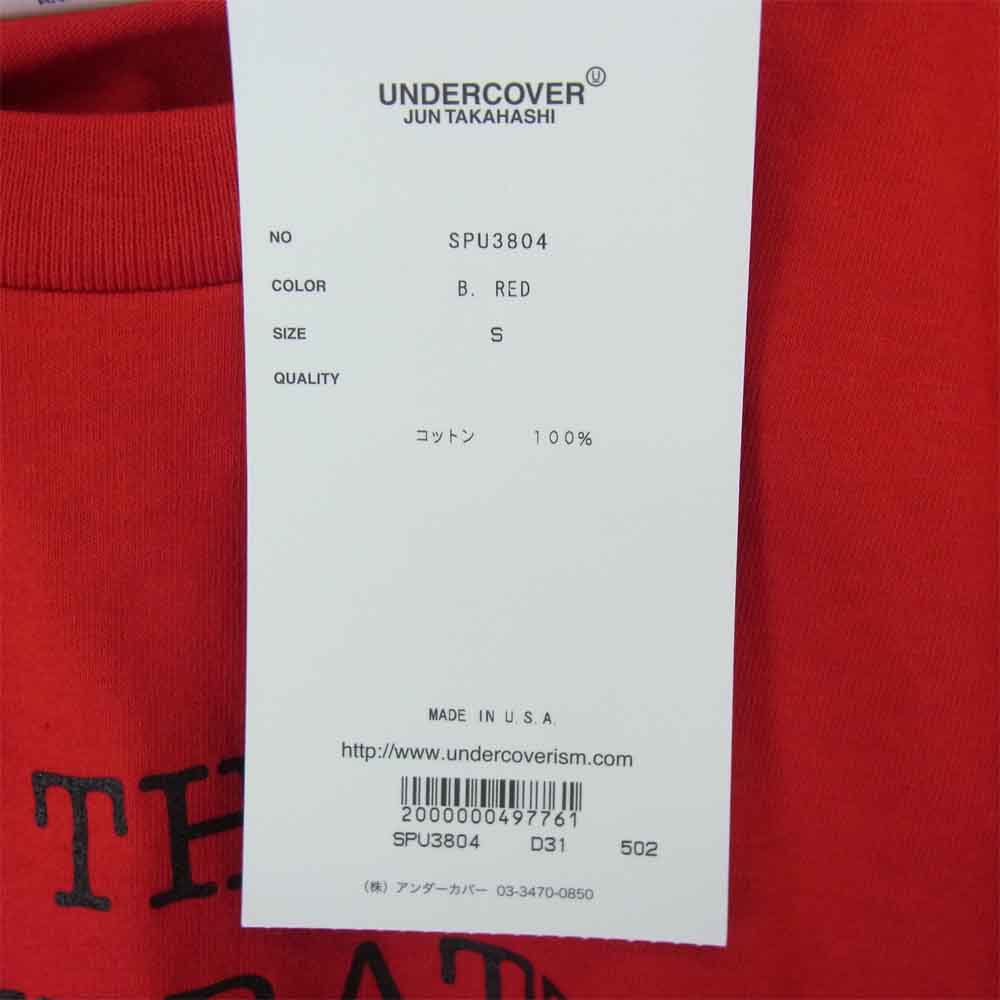 UNDERCOVER Ⓤ
JUN TAKAHASHI
NO SPU3804
COLOR B. RED
SIZE S
QUALITY
コットン 100%
MADE IN U.S.A.
http://www.undercoverism.com
2000000497761
SPU3804 D31 502
(株) アンダーカバー 03-3470-0850
TH